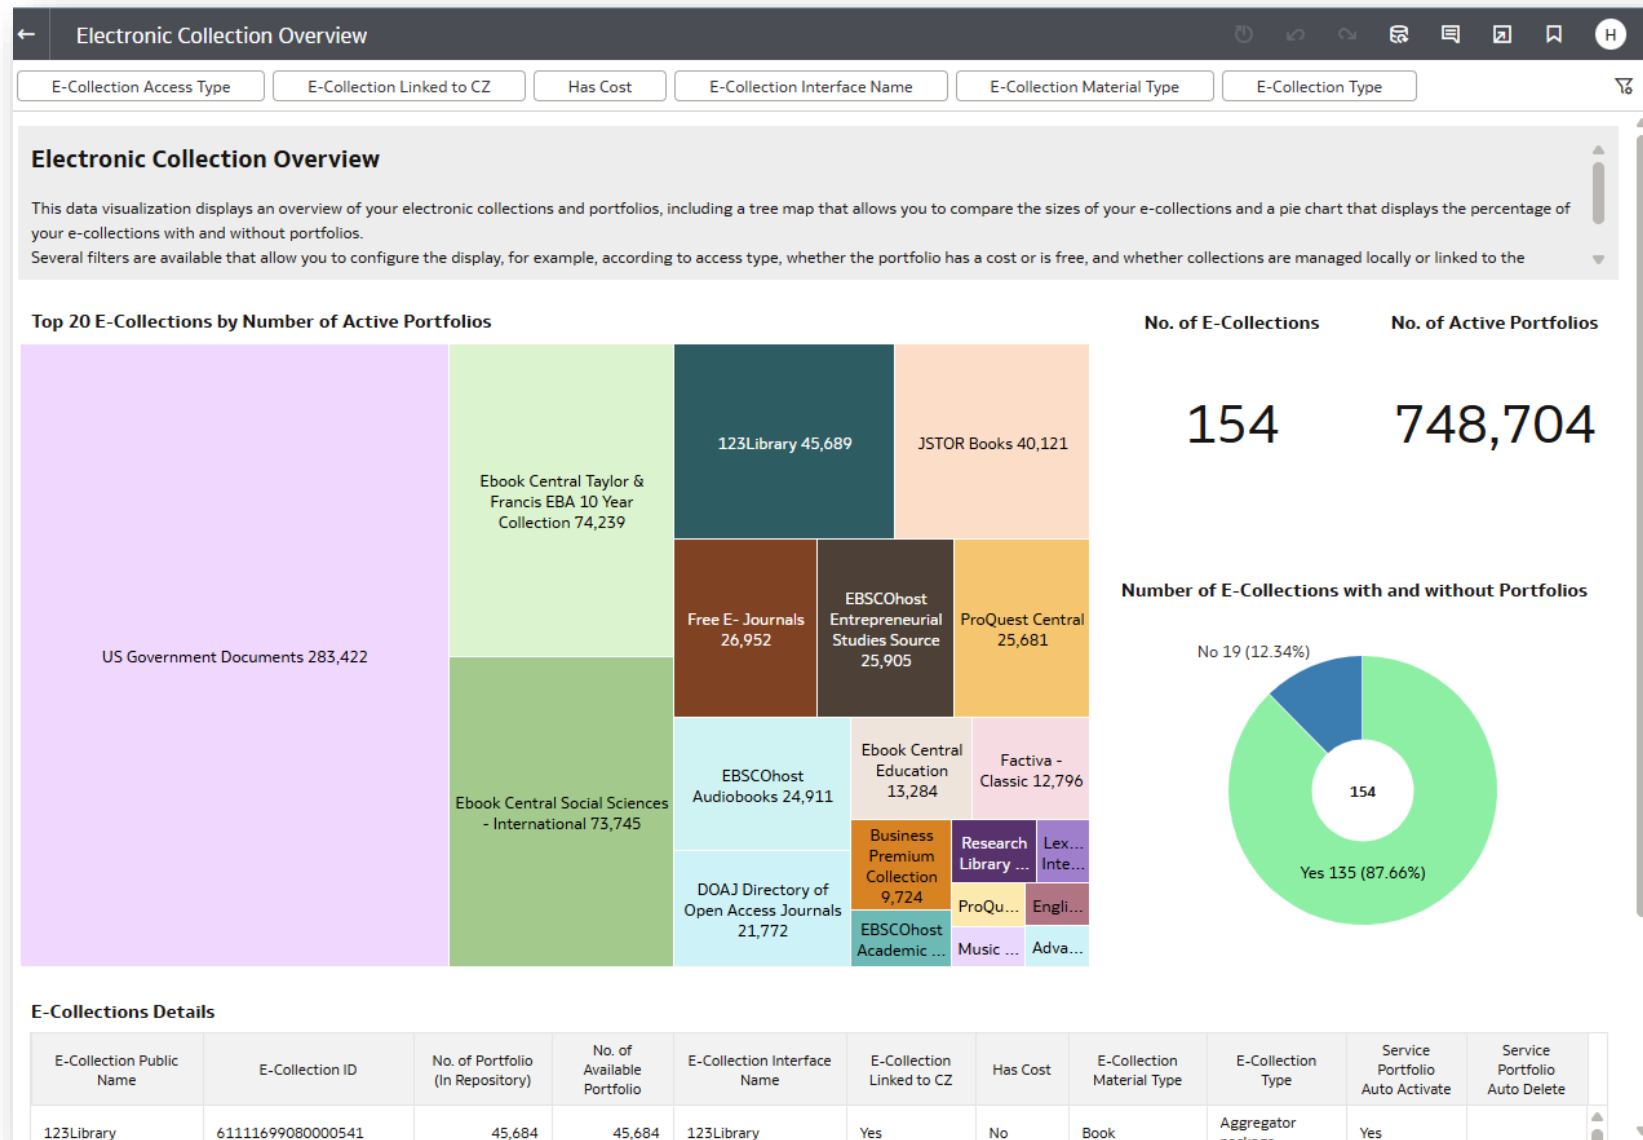 Electronic Collection Overview
H
E-Collection Access Type
E-Collection Linked to CZ
Has Cost
E-Collection Interface Name
E-Collection Material Type
E-Collection Type
Electronic Collection Overview
This data visualization displays an overview of your electronic collections and portfolios, including a tree map that allows you to compare the sizes of your e-collections and a pie chart that displays the percentage of
your e-collections with and without portfolios.
Several filters are available that allow you to configure the display, for example, according to access type, whether the portfolio has a cost or is free, and whether collections are managed locally or linked to the
Top 20 E-Collections by Number of Active Portfolios
US Government Documents 283,422
Ebook Central Taylor &
Francis EBA 10 Year
Collection 74,239
Ebook Central Social Sciences
- International 73,745
123Library 45,689
JSTOR Books 40,121
Free E- Journals
26,952
EBSCOhost
Entrepreneurial
Studies Source
25,905
ProQuest Central
25,681
EBSCOhost
Audiobooks 24,911
DOAJ Directory of
Open Access Journals
21,772
Ebook Central
Education
13,284
Factiva -
Classic 12,796
Business
Premium
Collection
9,724
EBSCOhost
Academic ...
Research
Library ...
Lex...
Inte...
ProQu...
Engli...
Music ...
Adva...
No. of E-Collections
154
No. of Active Portfolios
748,704
Number of E-Collections with and without Portfolios
No 19 (12.34%)
154
Yes 135 (87.66%)
E-Collections Details
E-Collection Public
Name
E-Collection ID
No. of Portfolio
(In Repository)
No. of
Available
Portfolio
E-Collection Interface
Name
E-Collection
Linked to CZ
Has Cost
E-Collection
Material Type
E-Collection
Type
Service
Portfolio
Auto Activate
Service
Portfolio
Auto Delete
123Library
61111699080000541
45,684
45,684
123Library
Yes
No
Book
Aggregator
Yes